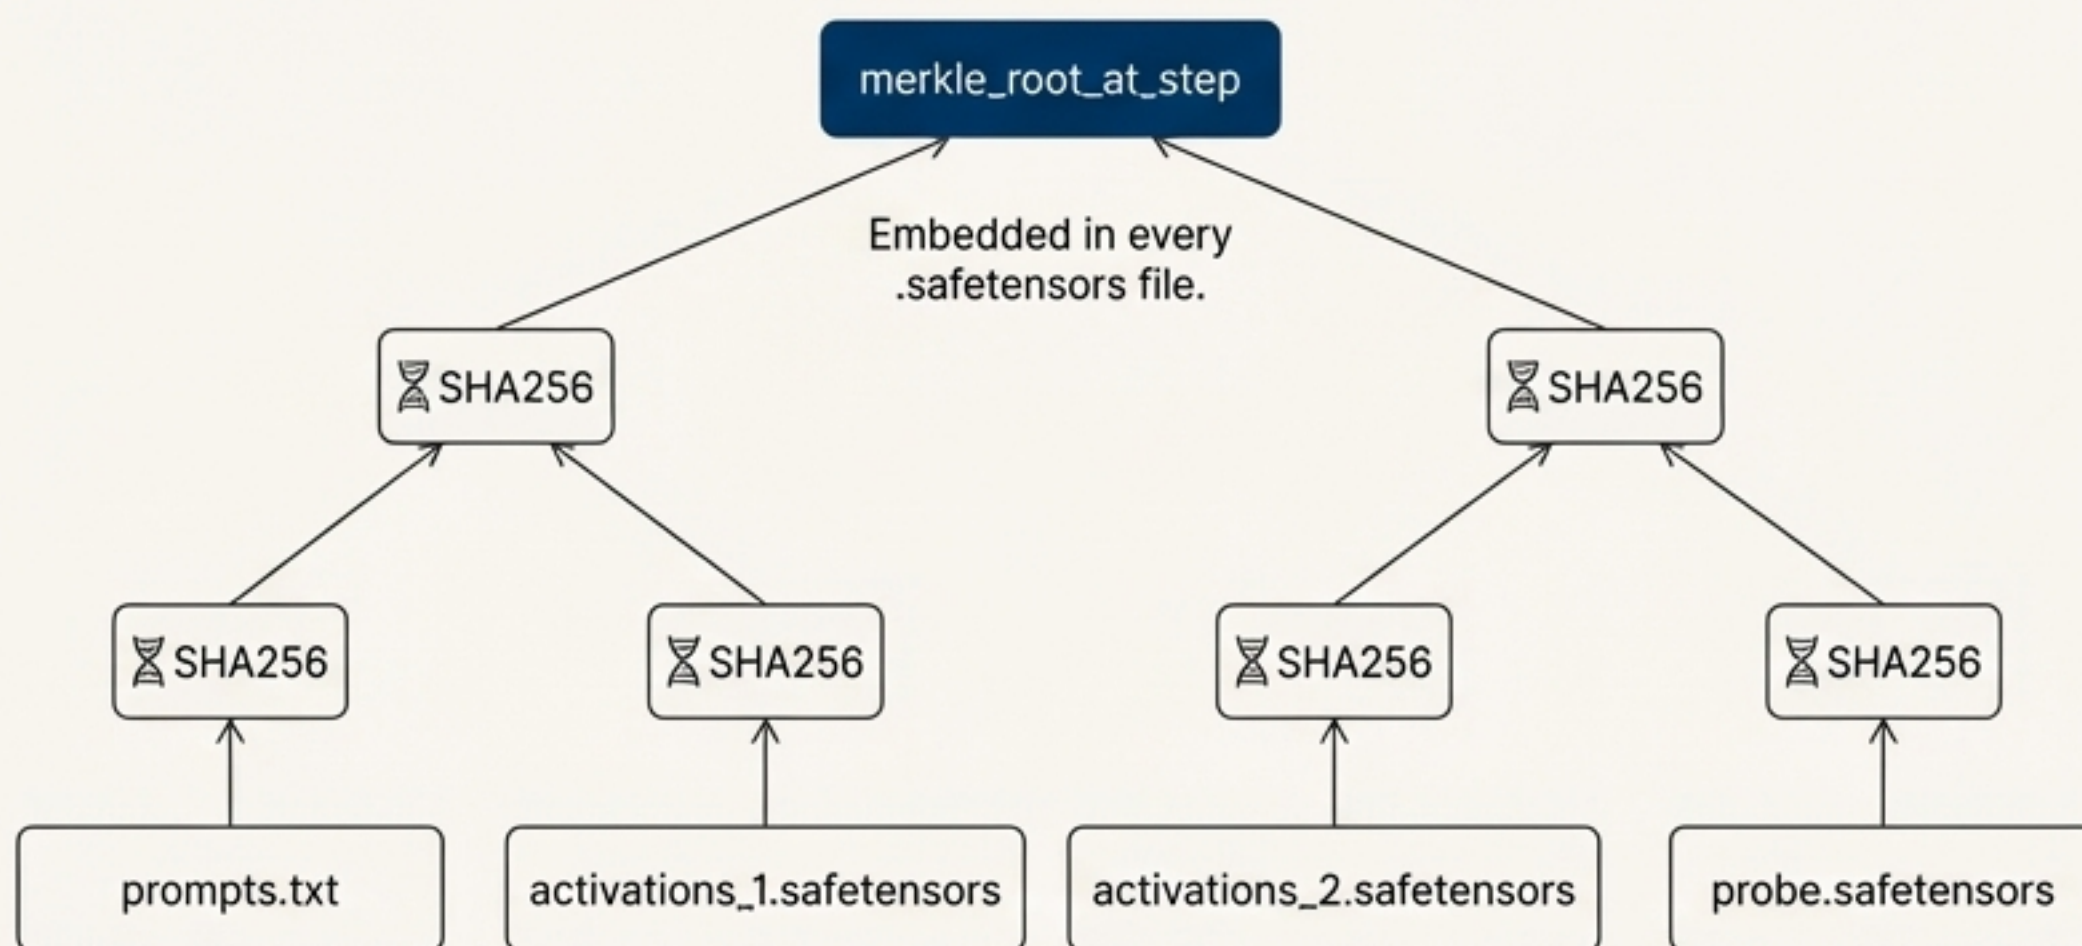 merkle_root_at_step
Embedded in every
.safetensors file.
SHA256
SHA256
SHA256
SHA256
SHA256
SHA256
prompts.txt
activations_1.safetensors
activations_2.safetensors
probe.safetensors